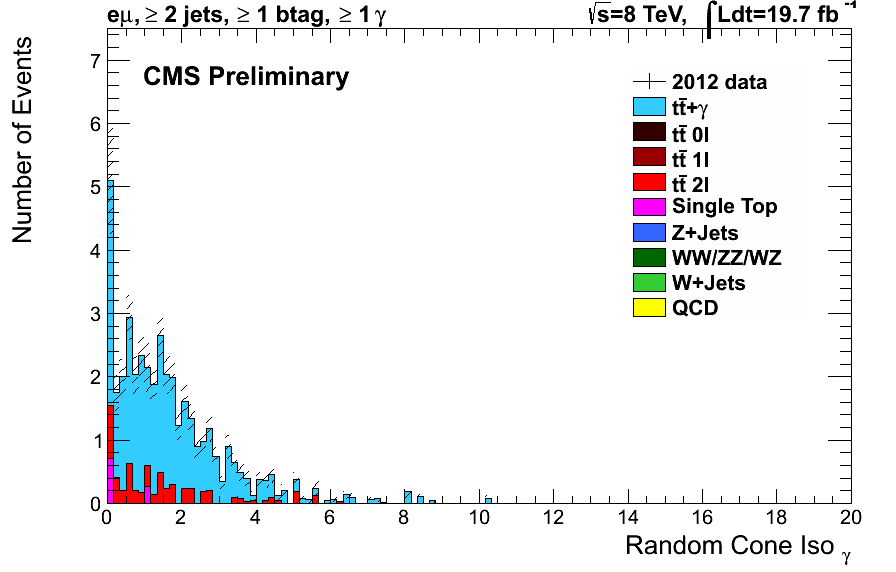 eμ, ≥ 2 jets, ≥ 1 btag, ≥ 1 γ √s=8 TeV, ∫Ldt=19.7 fb⁻¹
CMS Preliminary
2012 data
tt̄+γ
tt̄ 0l
tt̄ 1l
tt̄ 2l
Single Top
Z+Jets
WW/ZZ/WZ
W+Jets
QCD
Number of Events
7
6
5
4
3
2
1
0
0 2 4 6 8 10 12 14 16 18 20
Random Cone Iso γ